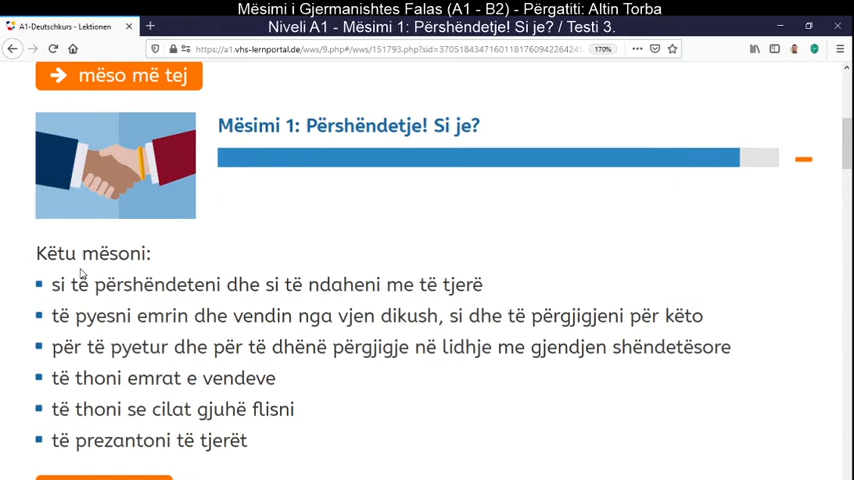 Mësimi i Gjermanishtes Falas (A1 - B2) - Përgatiti: Altin Torba
Niveli A1 - Mësimi 1: Përshëndetje! Si je? / Testi 3.
A1-Deutschkurs - Lektionen
https://a1.vhs-lernportal.de/wws/9.php#/wws/151793.php?sid=3705184347160118176094226424
170%
mëso më tej
Mësimi 1: Përshëndetje! Si je?
Këtu mësoni:
si të përshëndeteni dhe si të ndaheni me të tjerë
të pyesni emrin dhe vendin nga vjen dikush, si dhe të përgjigjeni për këto
për të pyetur dhe për të dhënë përgjigje në lidhje me gjendjen shëndetësore
të thoni emrat e vendeve
të thoni se cilat gjuhë flisni
të prezantoni të tjerët